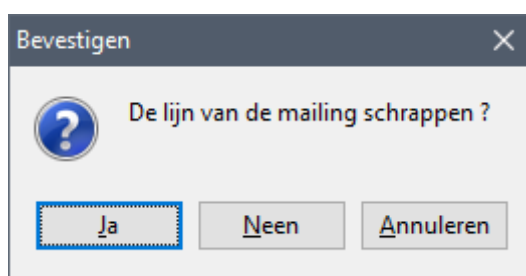 Bevestigen
De lijn van de mailing schrappen ?
Ja Neen Annuleren